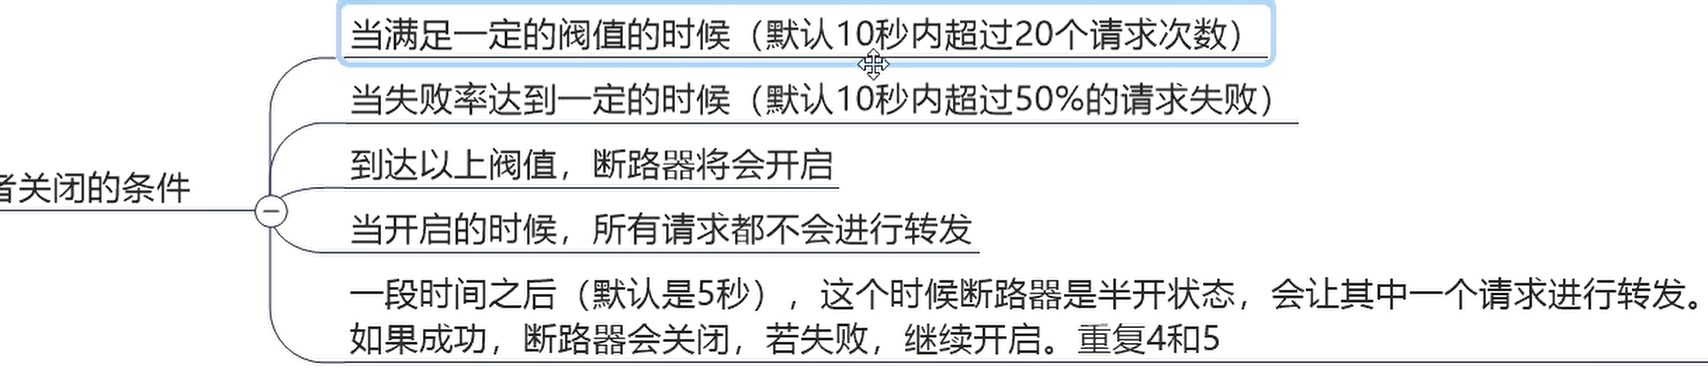 当满足一定的阀值的时候（默认10秒内超过20个请求次数）
当失败率达到一定的时候（默认10秒内超过50%的请求失败）
到达以上阀值，断路器将会开启
者关闭的条件
当开启的时候，所有请求都不会进行转发
一段时间之后（默认是5秒），这个时候断路器是半开状态，会让其中一个请求进行转发。
如果成功，断路器会关闭，若失败，继续开启。重复4和5